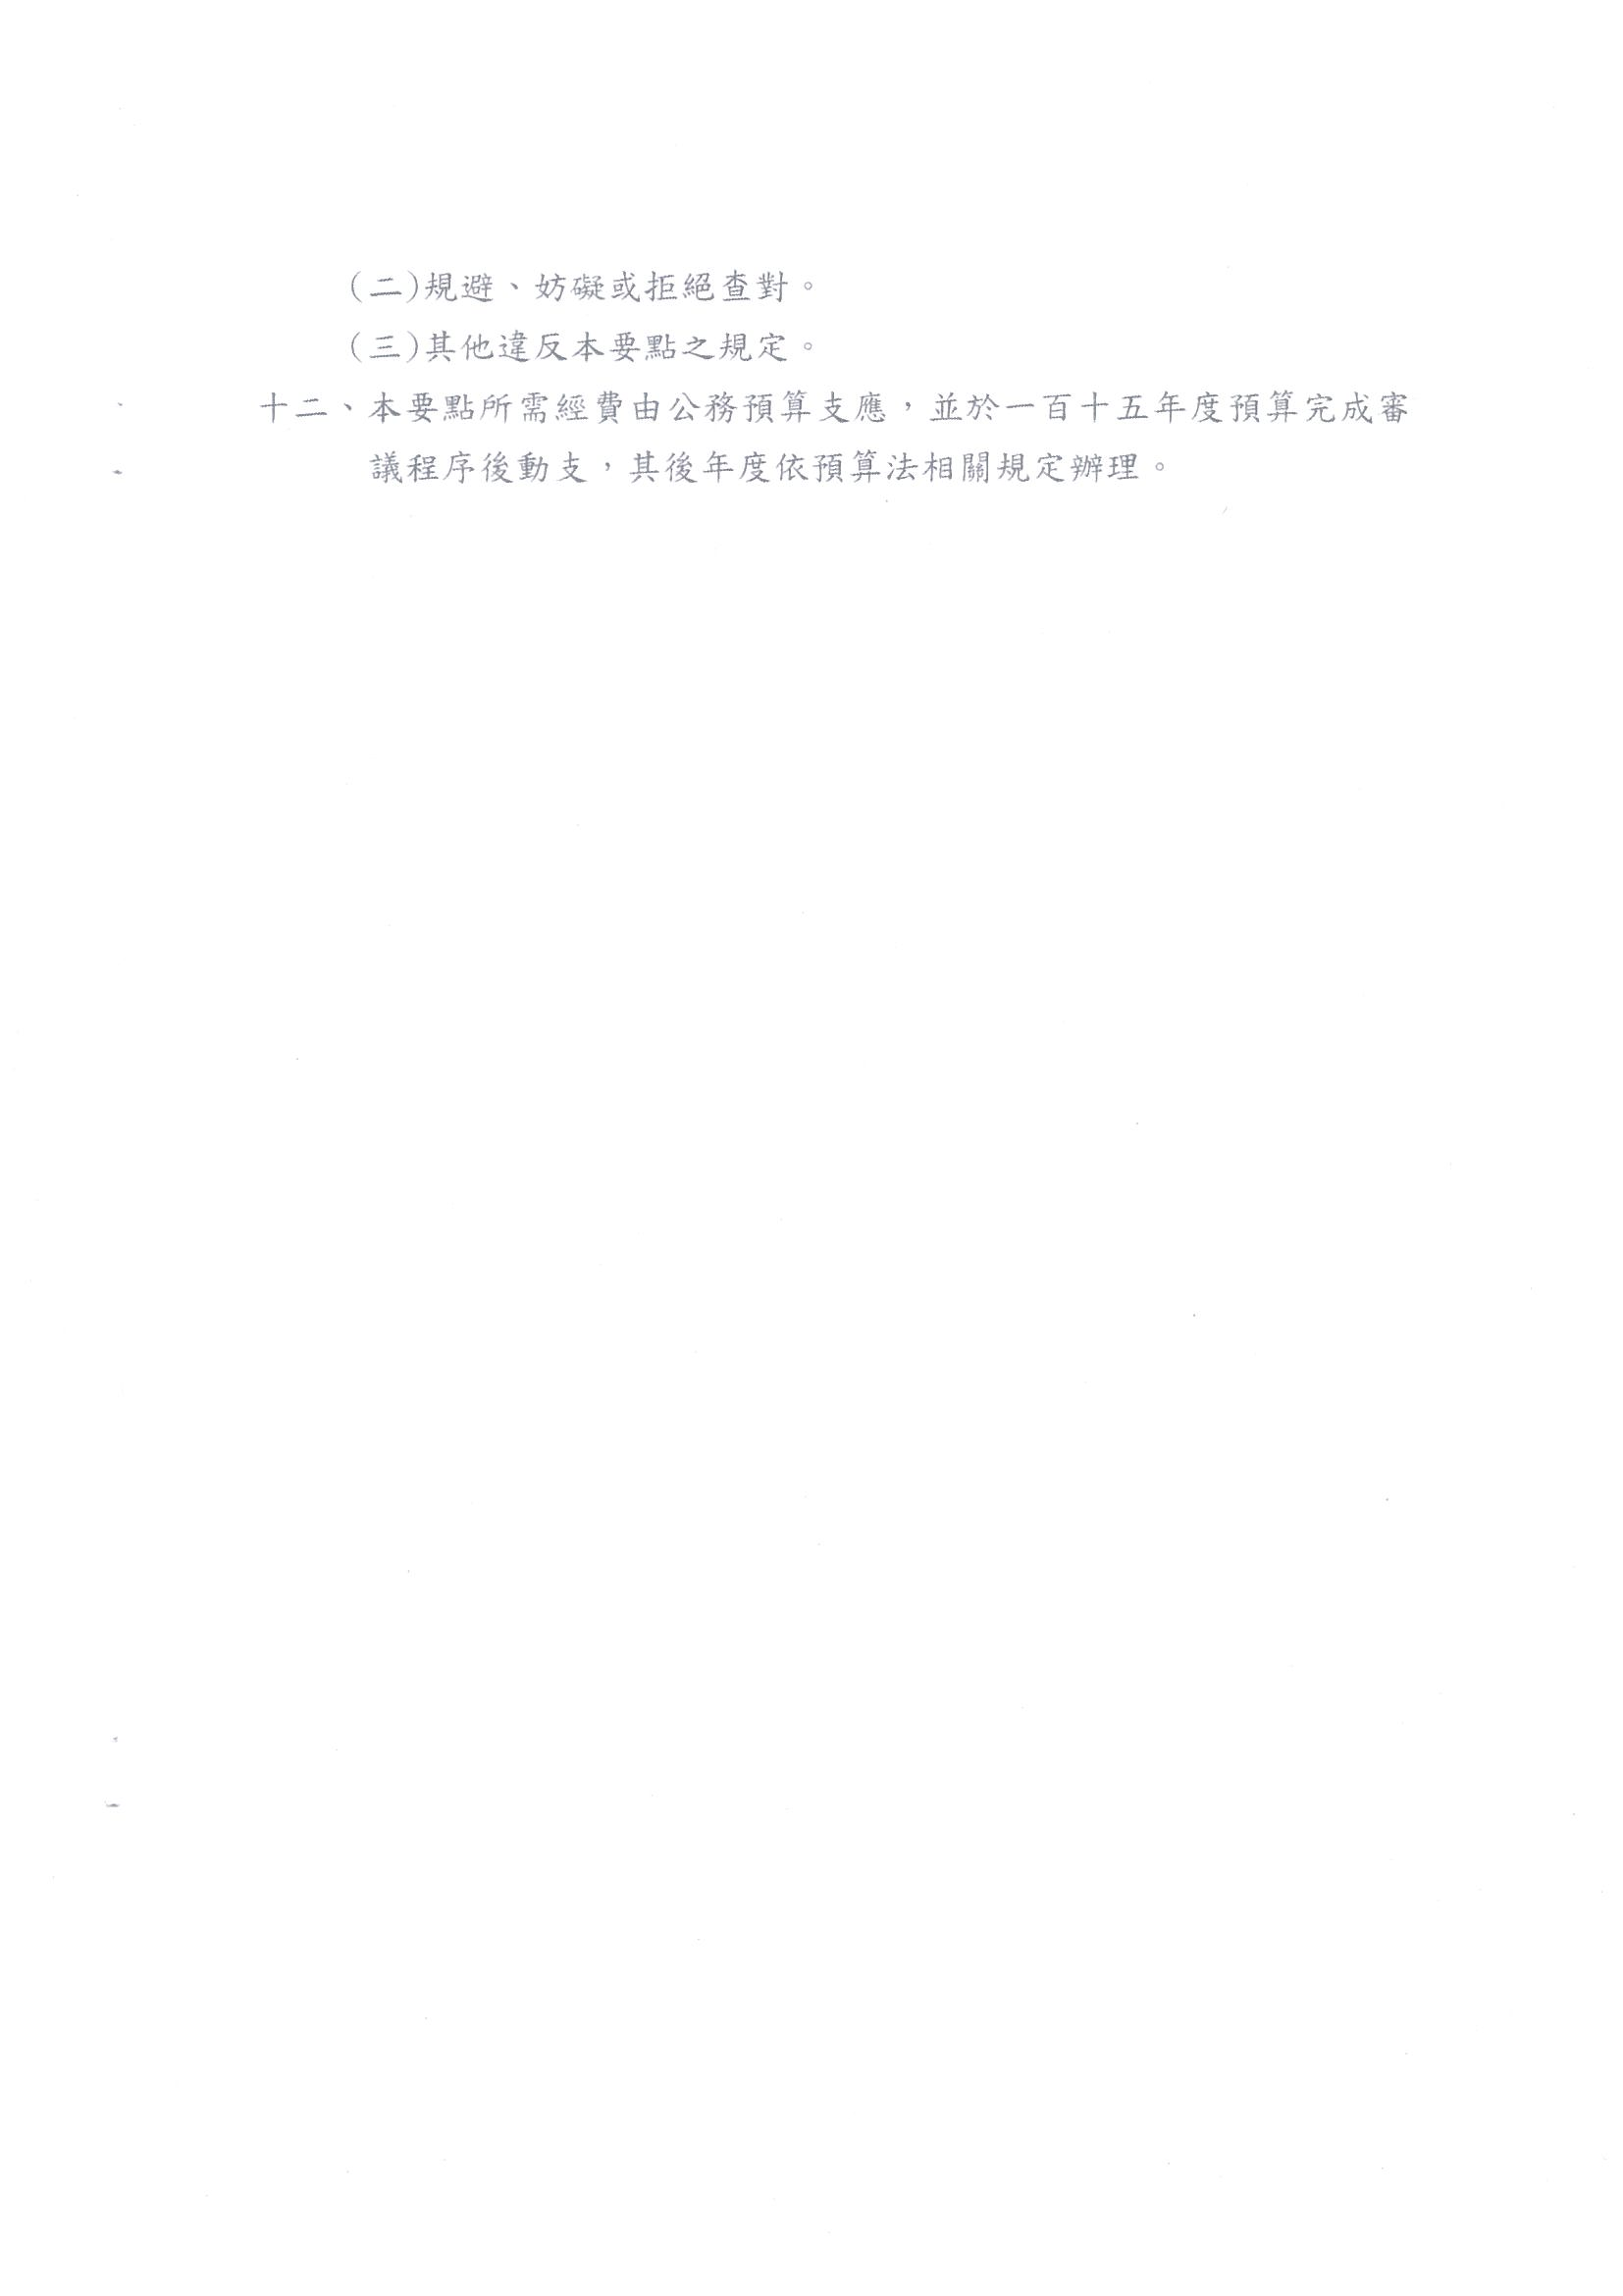 (二)規避、妨礙或拒絕查對。
(三)其他違反本要點之規定。
十二、本要點所需經費由公務預算支應，並於一百十五年度預算完成審
議程序後動支，其後年度依預算法相關規定辦理。